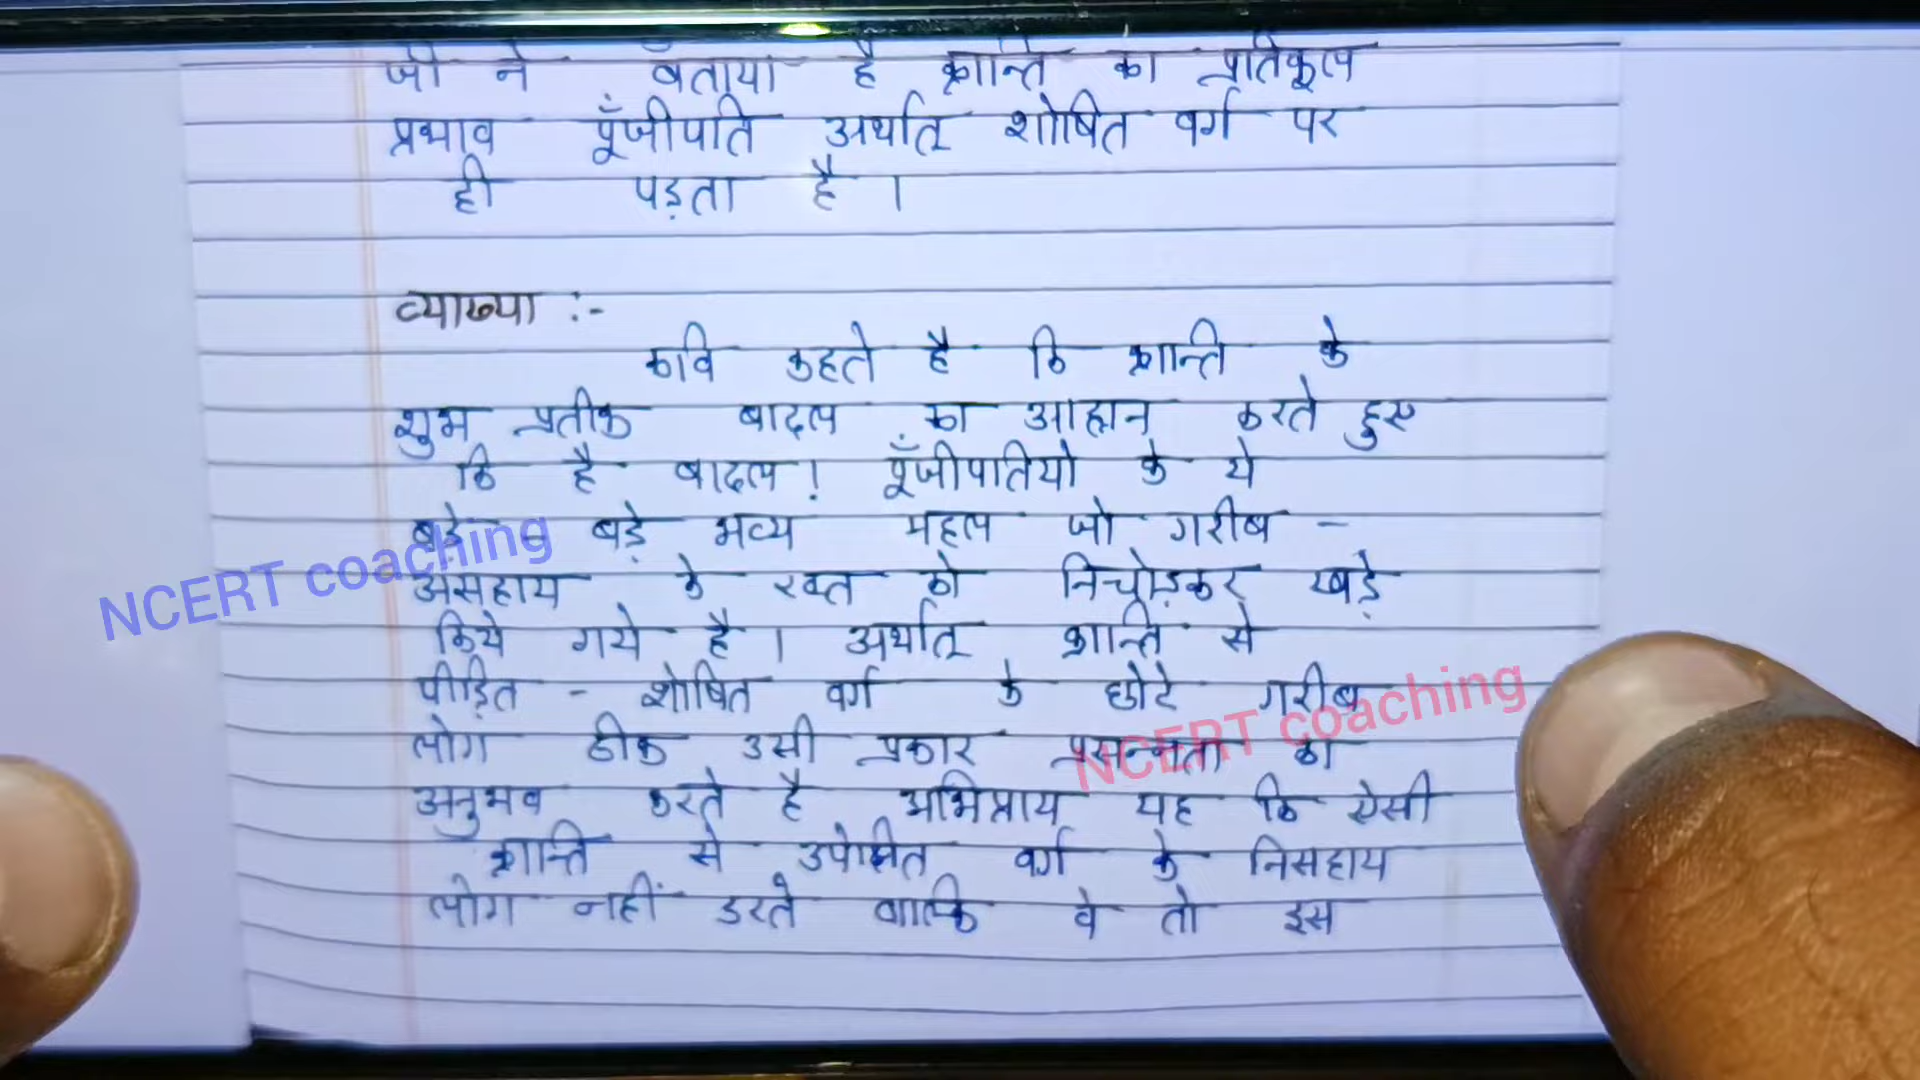 जी ने बताया है क्रान्ति का प्रतिकूल
प्रभाव पूँजीपति अर्थात् शोषित वर्ग पर
ही पड़ता है ।
व्याख्या :-
कवि कहते है कि क्रान्ति के
शुभ प्रतीक बादल का आह्वान करते हुए
कि है बादल ! पूँजीपतियो के ये
बड़े - बड़े भव्य महल जो गरीब -
असहाय के रक्त को निचोड़कर खड़े
किये गये है । अर्थात् क्रान्ति से
पीड़ित - शोषित वर्ग के छोटे गरीब
लोग ठीक उसी प्रकार प्रसन्नता का
अनुभव करते है अभिप्राय यह कि ऐसी
क्रान्ति से उपेक्षित वर्ग के निसहाय
लोग नहीं डरते बल्कि वे तो इस
NCERT coaching
NCERT coaching